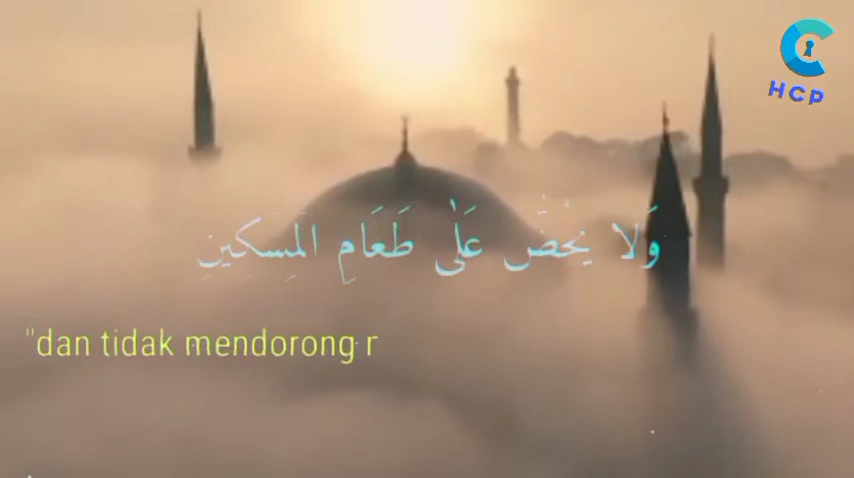 HCP
وَلَا يَحُضُّ عَلٰى طَعَامِ الْمِسْكِينِ
"dan tidak mendorong r